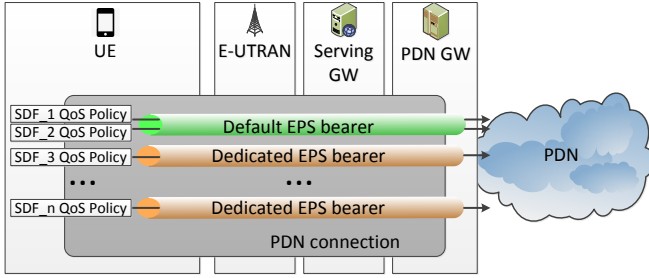 UE
E-UTRAN
Serving
GW
PDN GW
SDF_1 QoS Policy
SDF_2 QoS Policy
Default EPS bearer
SDF_3 QoS Policy
Dedicated EPS bearer
PDN
...
...
SDF_n QoS Policy
Dedicated EPS bearer
PDN connection